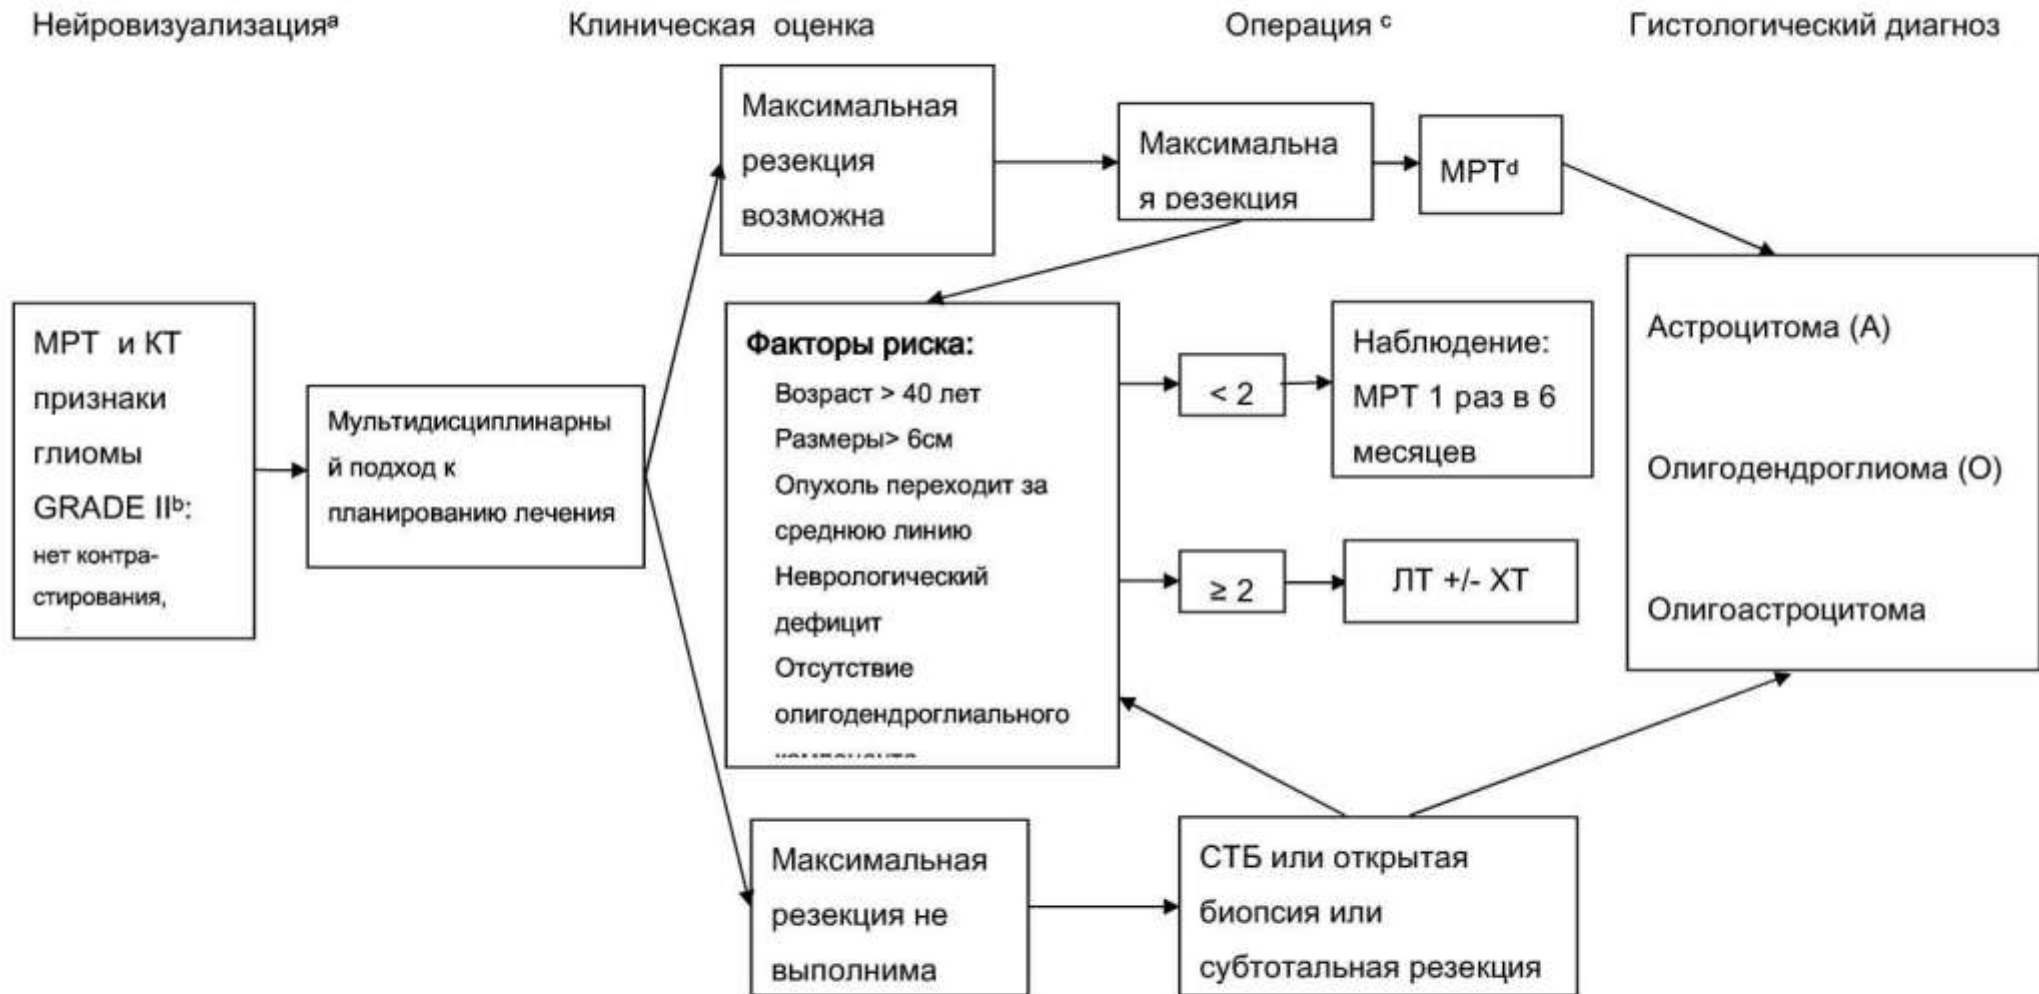 Нейровизуализацияᵃ
Клиническая оценка
Операция ᶜ
Гистологический диагноз
МРТ и КТ
признаки
глиомы
GRADE IIᵇ:
нет контра-
стирования,
Мультидисциплинарны
й подход к
планированию лечения
Максимальная
резекция
возможна
Максимальна
я резекция
МРТᵈ
Факторы риска:
Возраст > 40 лет
Размеры> 6см
Опухоль переходит за
среднюю линию
Неврологический
дефицит
Отсутствие
олигодендроглиального
< 2
Наблюдение:
МРТ 1 раз в 6
месяцев
≥ 2
ЛТ +/- ХТ
Астроцитома (А)
Олигодендроглиома (О)
Олигоастроцитома
Максимальная
резекция не
выполнима
СТБ или открытая
биопсия или
субтотальная резекция